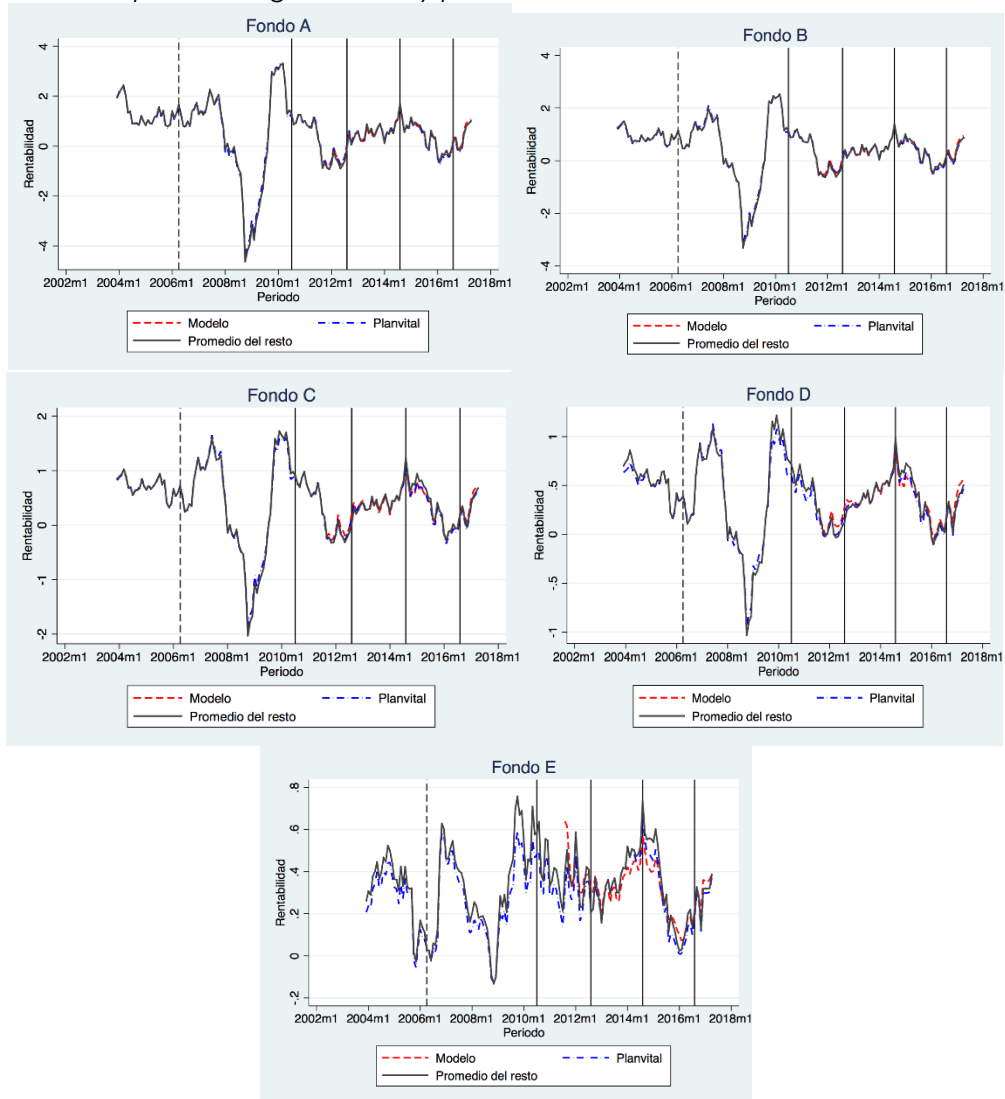 Fondo A
Rentabilidad
4
2
0
-2
-4
2002m1 2004m1 2006m1 2008m1 2010m1 2012m1 2014m1 2016m1 2018m1
Periodo
Modelo Planvital
Promedio del resto
Fondo B
Rentabilidad
4
2
0
-2
-4
2002m1 2004m1 2006m1 2008m1 2010m1 2012m1 2014m1 2016m1 2018m1
Periodo
Modelo Planvital
Promedio del resto
Fondo C
Rentabilidad
2
1
0
-1
-2
2002m1 2004m1 2006m1 2008m1 2010m1 2012m1 2014m1 2016m1 2018m1
Periodo
Modelo Planvital
Promedio del resto
Fondo D
Rentabilidad
1
.5
0
-.5
-1
2002m1 2004m1 2006m1 2008m1 2010m1 2012m1 2014m1 2016m1 2018m1
Periodo
Modelo Planvital
Promedio del resto
Fondo E
Rentabilidad
.8
.6
.4
.2
0
-.2
2002m1 2004m1 2006m1 2008m1 2010m1 2012m1 2014m1 2016m1 2018m1
Periodo
Modelo Planvital
Promedio del resto